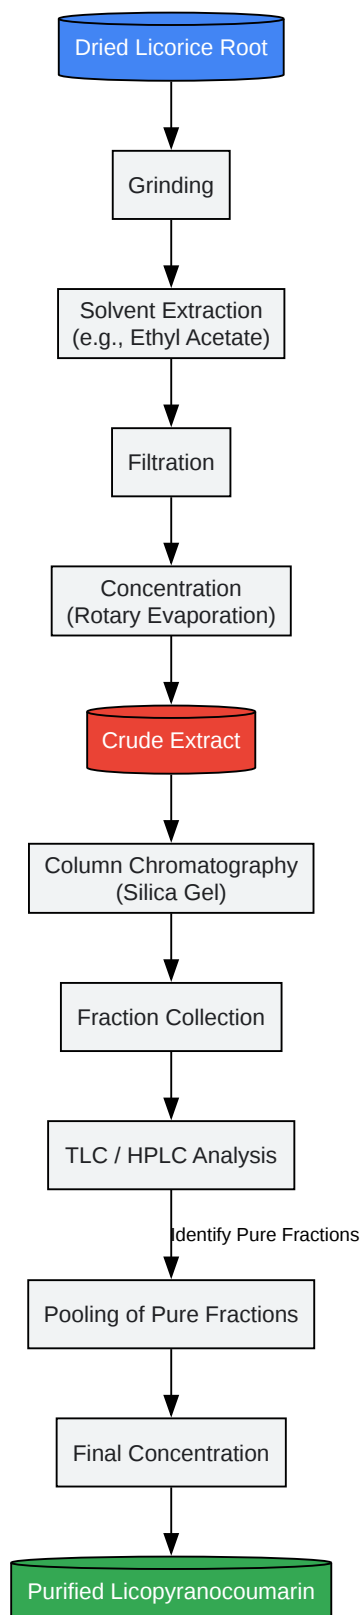 Dried Licorice Root
Grinding
Solvent Extraction
(e.g., Ethyl Acetate)
Filtration
Concentration
(Rotary Evaporation)
Crude Extract
Column Chromatography
(Silica Gel)
Fraction Collection
TLC / HPLC Analysis
Identify Pure Fractions
Pooling of Pure Fractions
Final Concentration
Purified Licopyranocoumarin